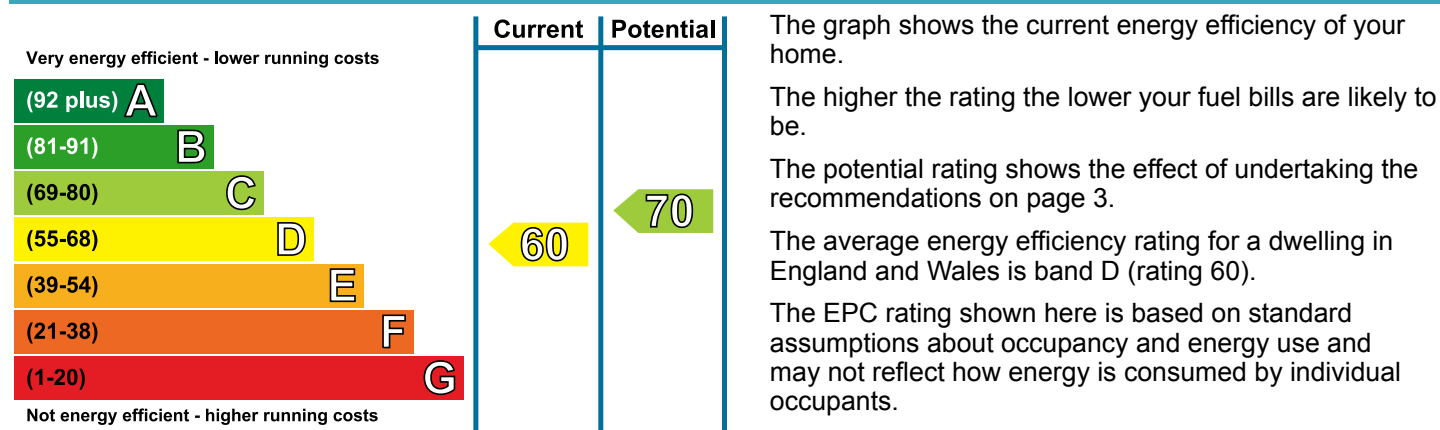 Current Potential
Very energy efficient - lower running costs
(92 plus) A
(81-91) B
(69-80) C
(55-68) D
(39-54) E
(21-38) F
(1-20) G
Not energy efficient - higher running costs
60
70
The graph shows the current energy efficiency of your
home.
The higher the rating the lower your fuel bills are likely to
be.
The potential rating shows the effect of undertaking the
recommendations on page 3.
The average energy efficiency rating for a dwelling in
England and Wales is band D (rating 60).
The EPC rating shown here is based on standard
assumptions about occupancy and energy use and
may not reflect how energy is consumed by individual
occupants.